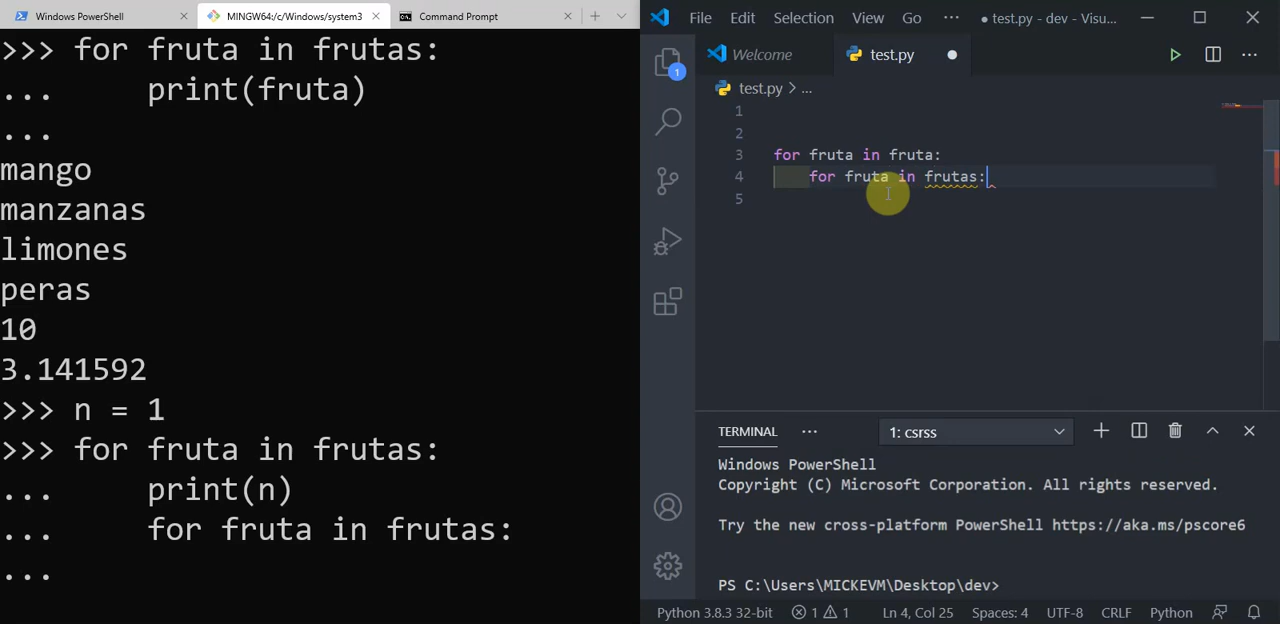 Windows PowerShell
MINGW64:/c/Windows/system3
Command Prompt
>>> for fruta in frutas:
... print(fruta)
...
mango
manzanas
limones
peras
10
3.141592
>>> n = 1
>>> for fruta in frutas:
... print(n)
... for fruta in frutas:
...
File Edit Selection View Go ··· ● test.py - dev - Visu...
1
Welcome
test.py
test.py > ...
1
2
3 for fruta in fruta:
4 for fruta in frutas:
5
TERMINAL ··· 1: csrss
Windows PowerShell
Copyright (C) Microsoft Corporation. All rights reserved.
Try the new cross-platform PowerShell https://aka.ms/pscore6
PS C:\Users\MICKEVM\Desktop\dev>
Python 3.8.3 32-bit 1 1 Ln 4, Col 25 Spaces: 4 UTF-8 CRLF Python